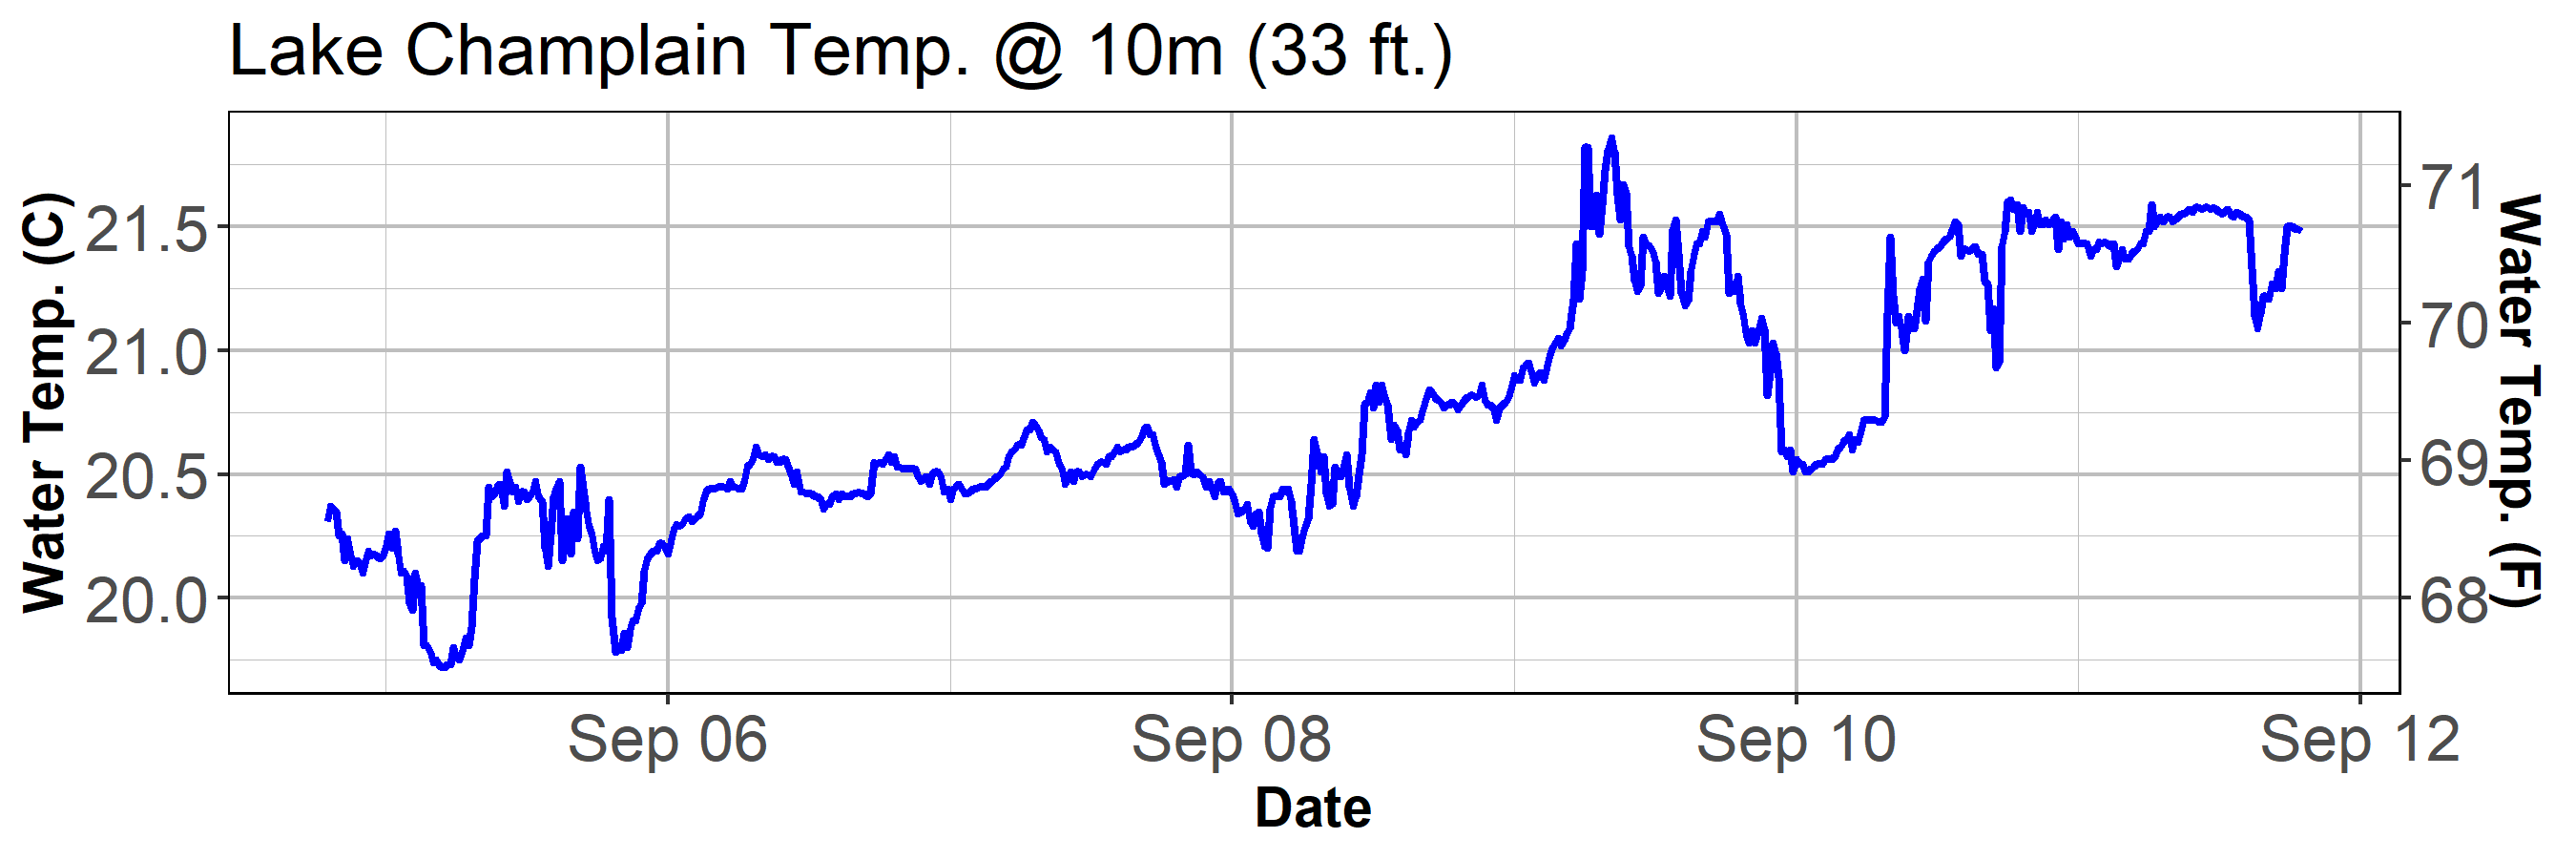 Lake Champlain Temp. @ 10m (33 ft.)
Water Temp. (C)
21.5
21.0
20.5
20.0
71
70
69
68
Water Temp. (F)
Sep 06
Sep 08
Sep 10
Sep 12
Date